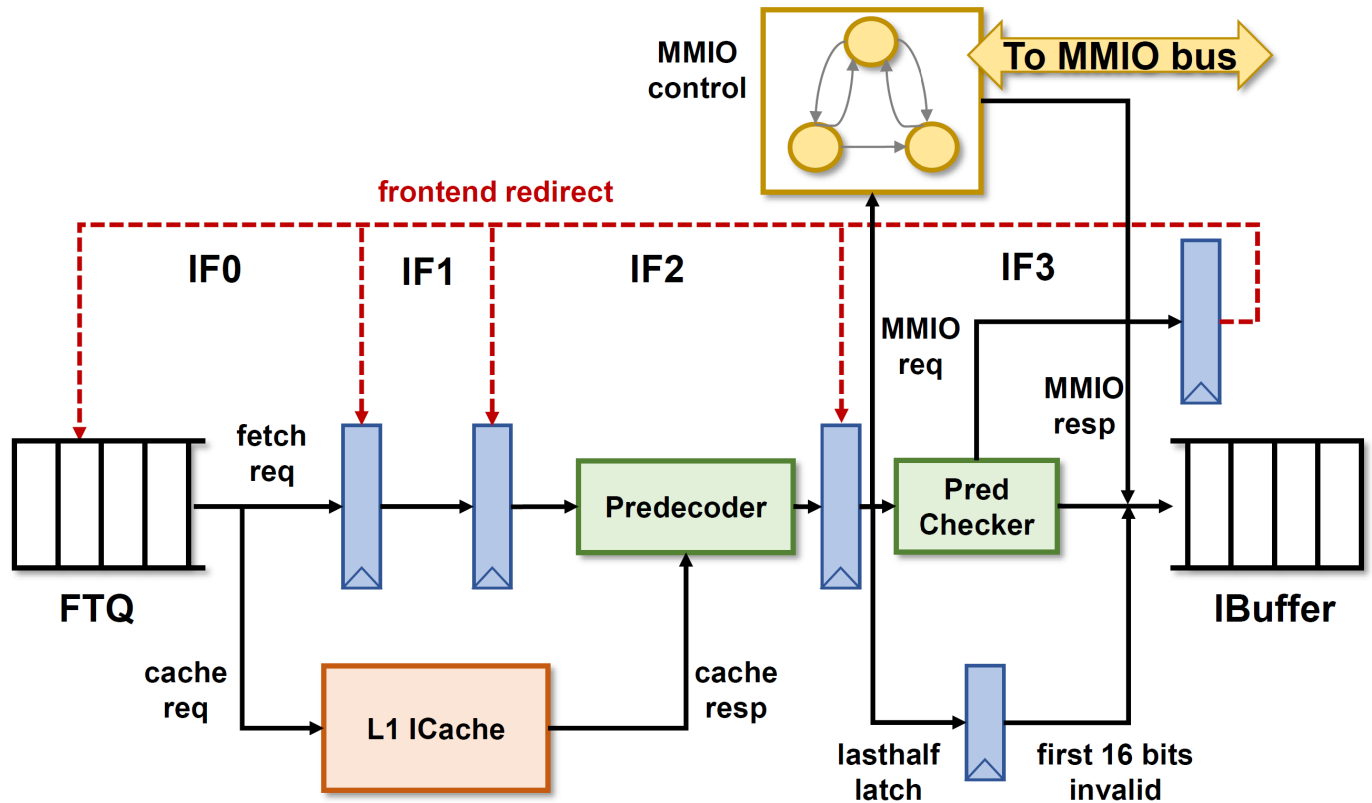 MMIO
control
To MMIO bus
frontend redirect
IF0
IF1
IF2
IF3
MMIO
req
MMIO
resp
fetch
req
Predecoder
Pred
Checker
FTQ
IBuffer
cache
req
L1 ICache
cache
resp
lasthalf
latch
first 16 bits
invalid